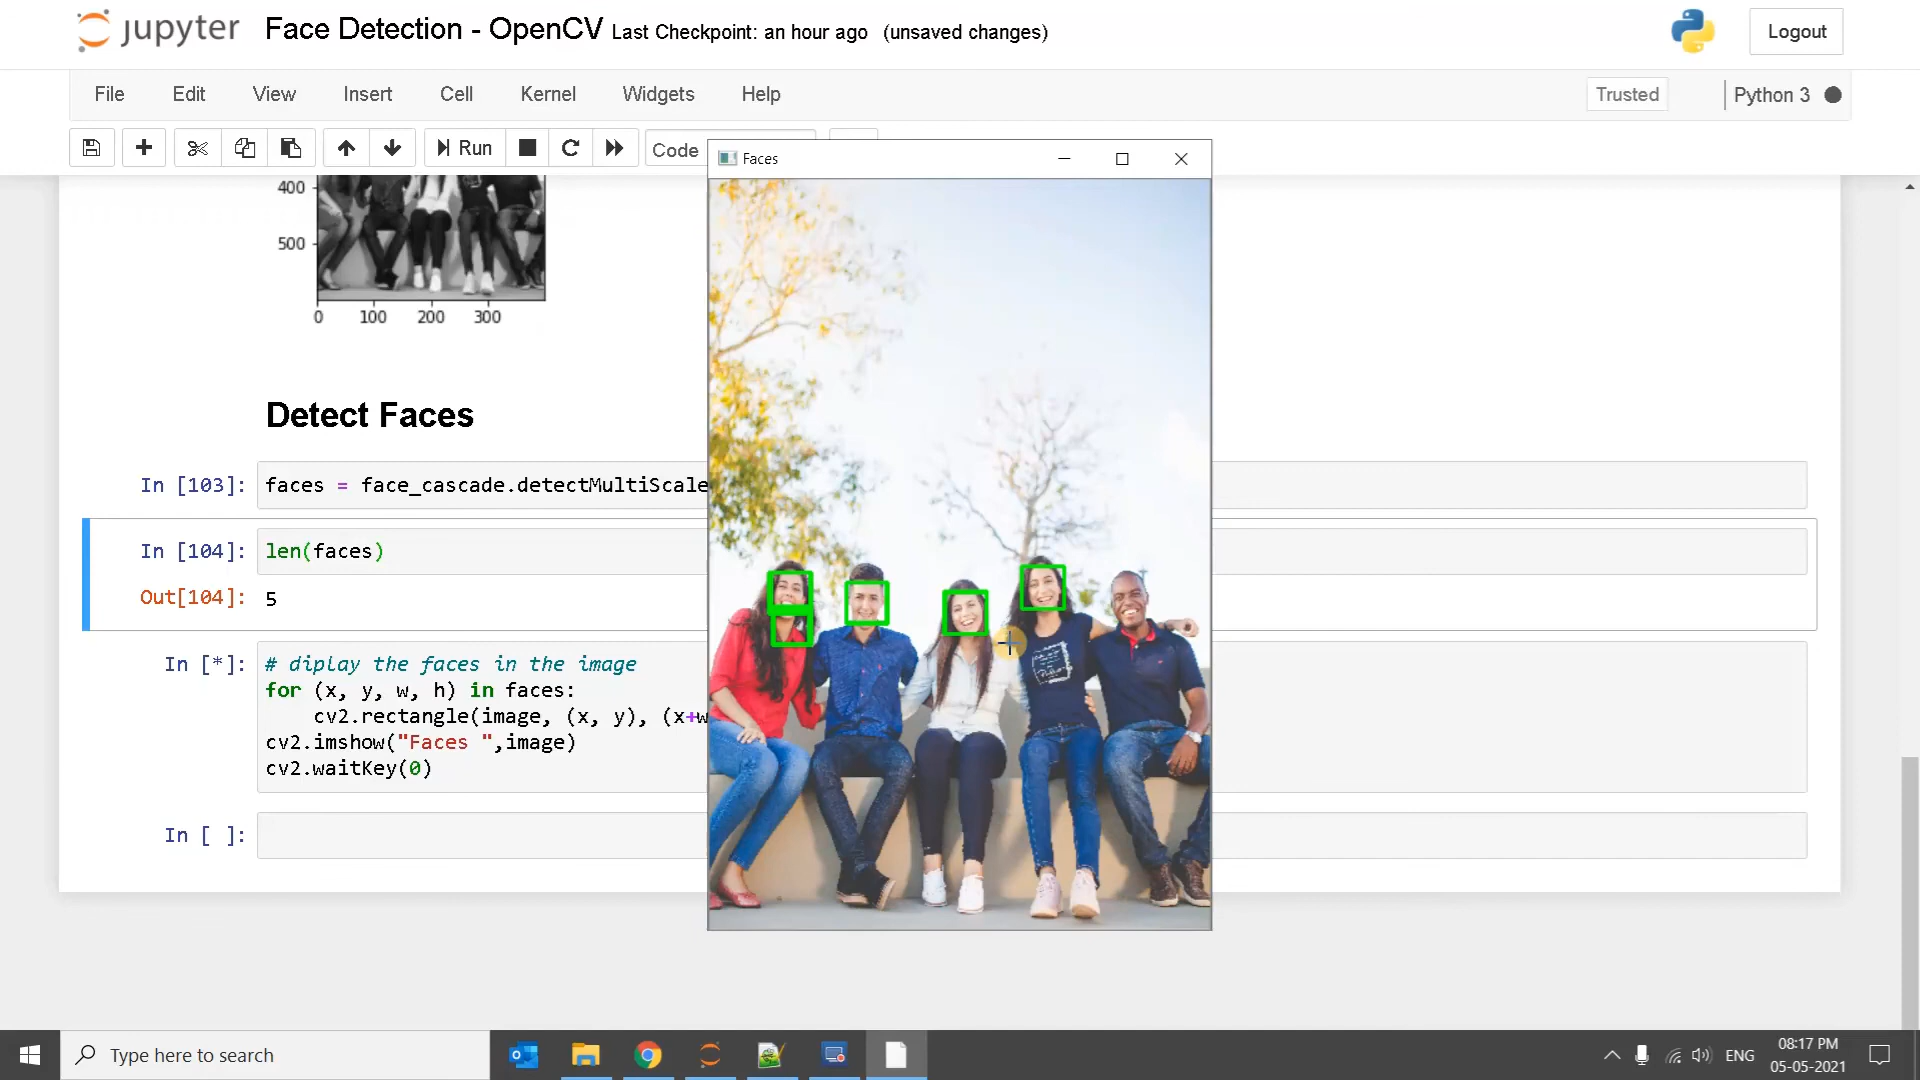 jupyter Face Detection - OpenCV Last Checkpoint: an hour ago (unsaved changes) Logout
File Edit View Insert Cell Kernel Widgets Help Trusted Python 3
Run Code
Faces
400
500
0 100 200 300
Detect Faces
In [103]: faces = face_cascade.detectMultiScale
In [104]: len(faces)
Out[104]: 5
In [*]: # diplay the faces in the image
for (x, y, w, h) in faces:
cv2.rectangle(image, (x, y), (x+w
cv2.imshow("Faces ",image)
cv2.waitKey(0)
In [ ]:
Type here to search ENG 08:17 PM
05-05-2021